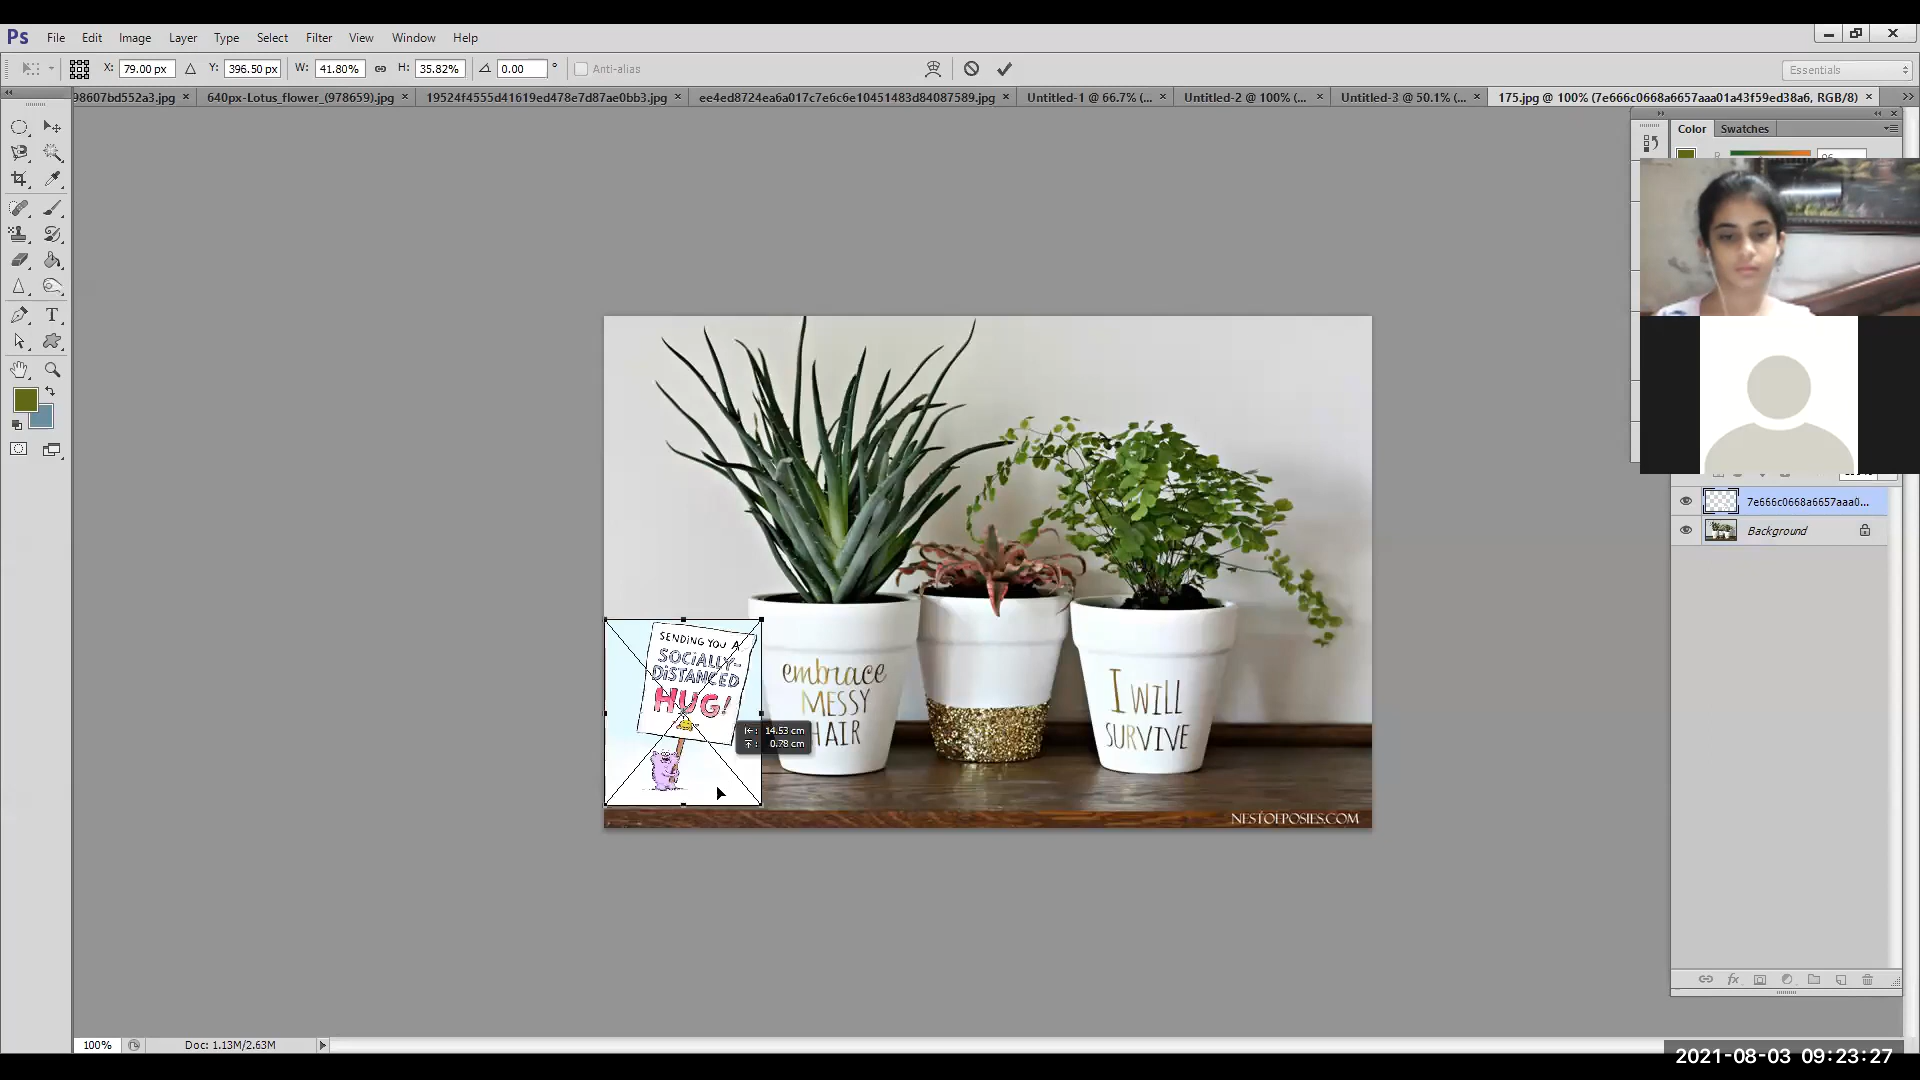 Ps File Edit Image Layer Type Select Filter View Window Help
X: 79.00 px Y: 396.50 px W: 41.80% H: 35.82% 0.00 ° Anti-alias Essentials
98607bd552a3.jpg × 640px-Lotus_flower_(978659).jpg × 19524f4555d41619ed478e7d87ae0bb3.jpg × ee4ed8724ea6a017c7e6c6e10451483d84087589.jpg × Untitled-1 @ 66.7% (... × Untitled-2 @ 100% (... × Untitled-3 @ 50.1% (... × 175.jpg @ 100% (7e666c0668a6657aaa01a43f59ed38a6, RGB/8) ×
Color Swatches
R
7e666c0668a6657aaa0...
Background
SENDING YOU A
SOCIALLY-
DISTANCED
HUG!
14.53 cm
0.78 cm
embrace
MESSY
HAIR
I WILL
SURVIVE
NESTOFPOSIES.COM
100% Doc: 1.13M/2.63M
2021-08-03 09:23:27